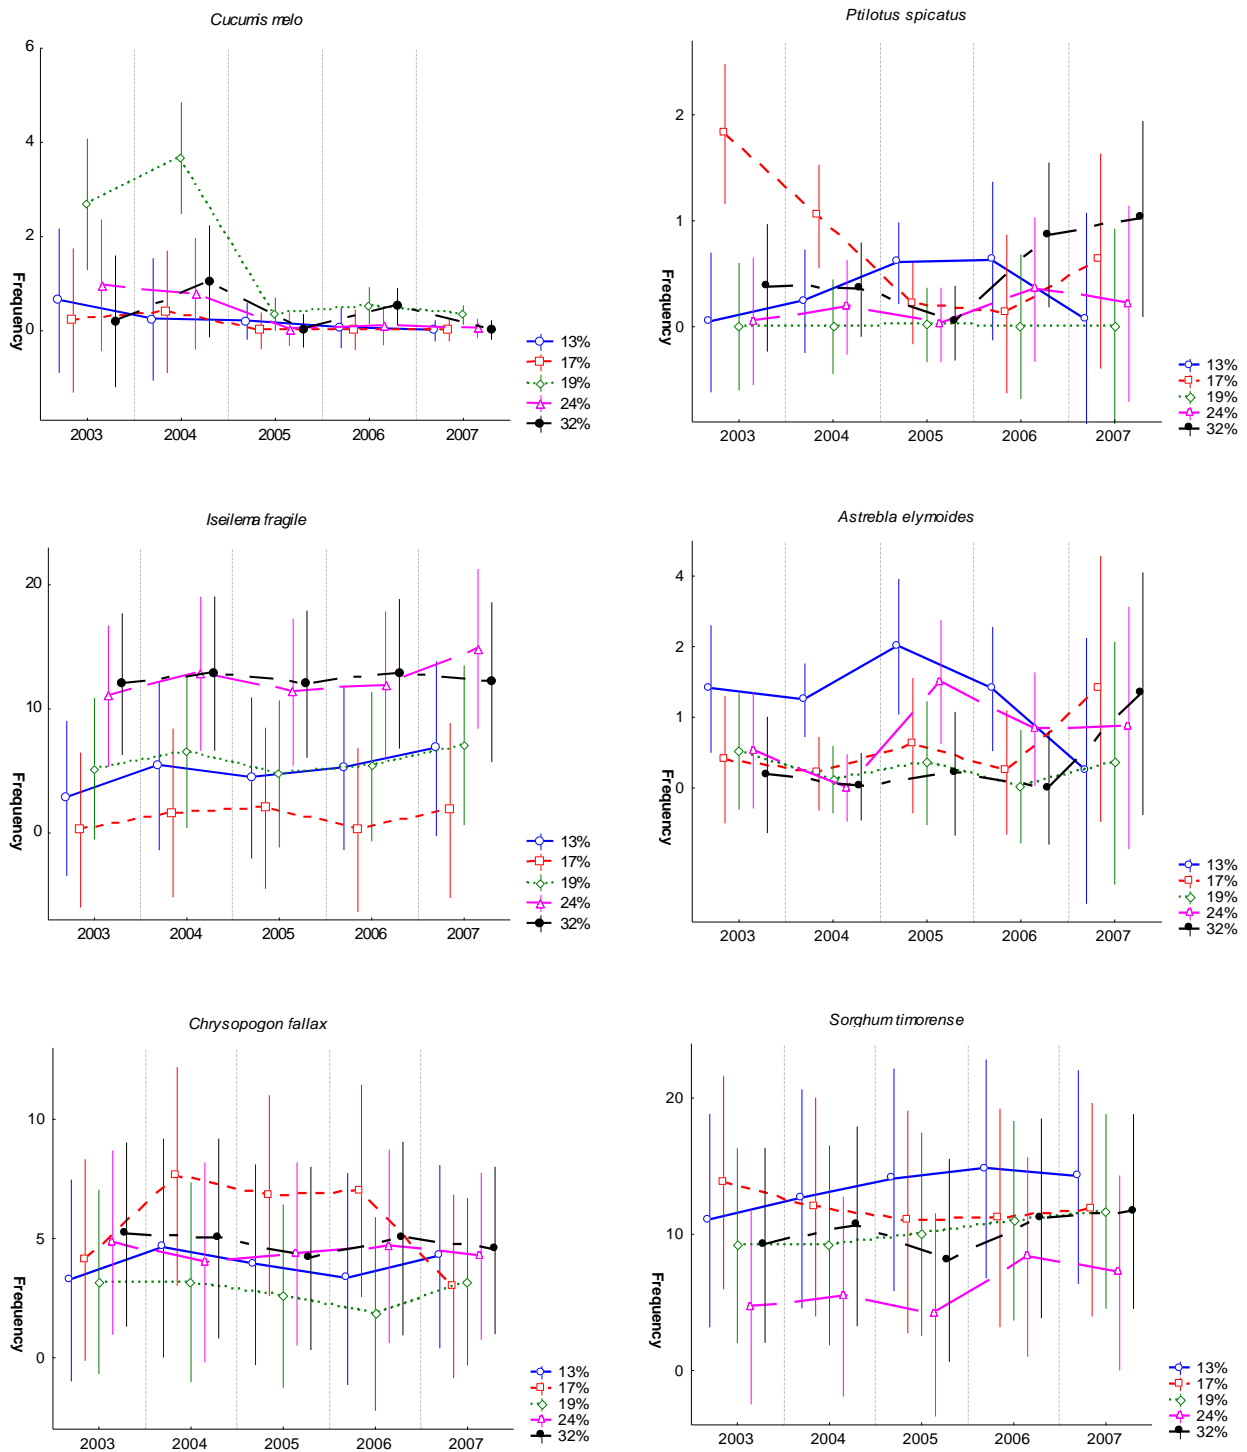 Cucumis melo
6
4
2
0
Frequency
2003 2004 2005 2006 2007
13%
17%
19%
24%
32%
Ptilotus spicatus
2
1
0
Frequency
2003 2004 2005 2006 2007
13%
17%
19%
24%
32%
Iseilema fragile
20
10
0
Frequency
2003 2004 2005 2006 2007
13%
17%
19%
24%
32%
Astrebla elymoides
4
2
1
0
Frequency
2003 2004 2005 2006 2007
13%
17%
19%
24%
32%
Chrysopogon fallax
10
5
0
Frequency
2003 2004 2005 2006 2007
13%
17%
19%
24%
32%
Sorghum timorense
20
10
0
Frequency
2003 2004 2005 2006 2007
13%
17%
19%
24%
32%